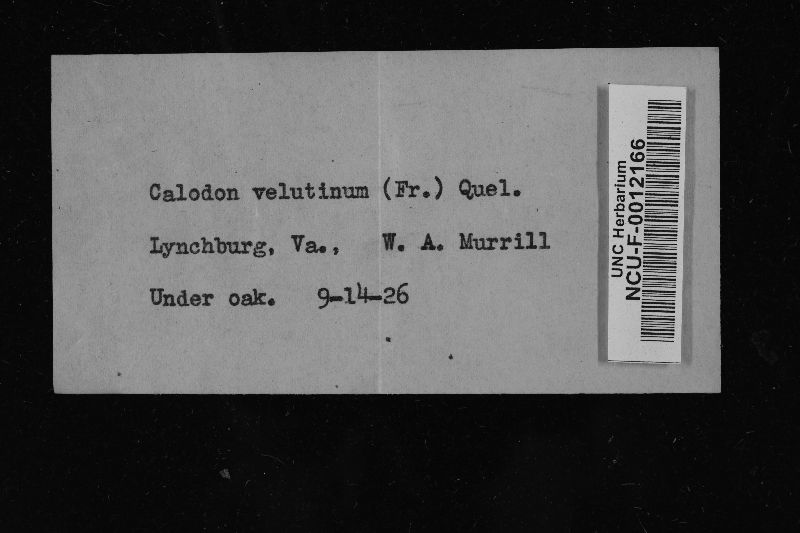 Calodon velutinum (Fr.) Quel.
Lynchburg, Va., W. A. Murrill
Under oak. 9-14-26
UNC Herbarium
NCU-F-0012166